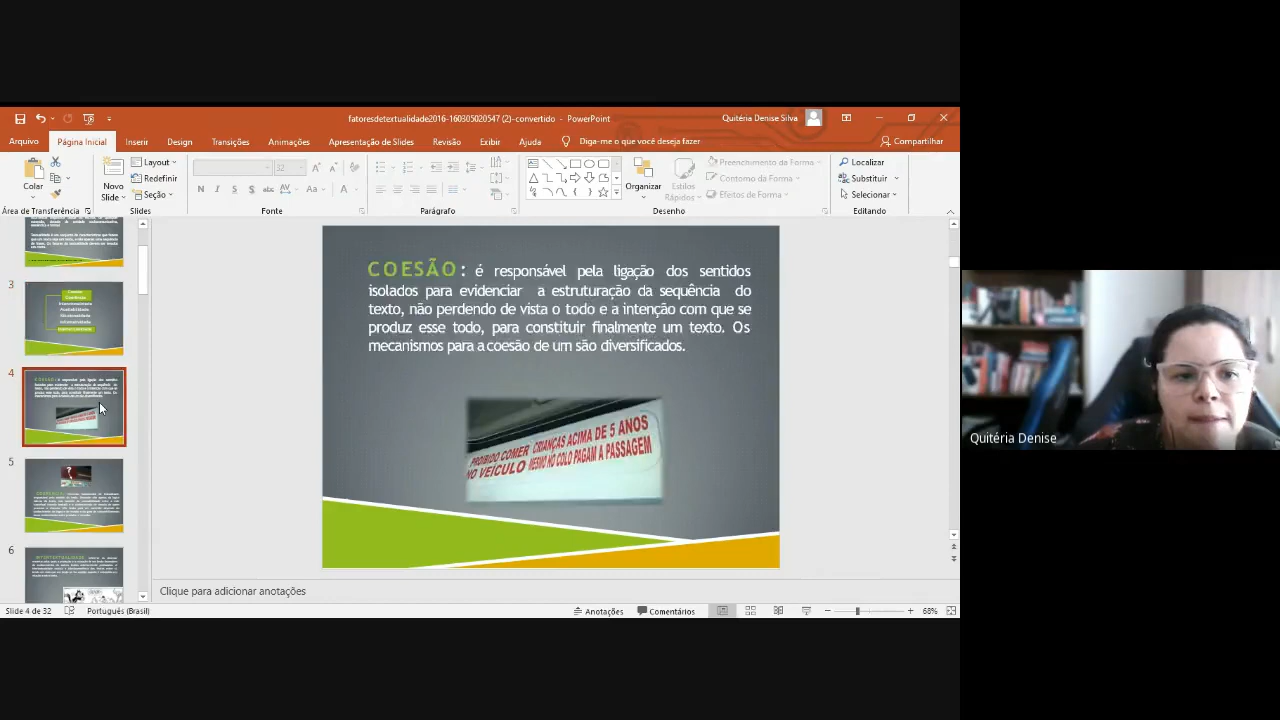 fatoresdetextualidade2016-160305020547 (2)-convertido - PowerPoint
Quitéria Denise Silva
Arquivo Página Inicial Inserir Design Transições Animações Apresentação de Slides Revisão Exibir Ajuda Diga-me o que você deseja fazer Compartilhar
Colar
Novo
Slide
Layout
Redefinir
Seção
Organizar
Estilos
Rápidos
Preenchimento da Forma
Contorno da Forma
Efeitos de Forma
Localizar
Substituir
Selecionar
Área de Transferência Slides Fonte Parágrafo Desenho Editando
3
4
5
6
COESÃO: é responsável pela ligação dos sentidos
isolados para evidenciar a estruturação da sequência do
texto, não perdendo de vista o todo e a intenção com que se
produz esse todo, para constituir finalmente um texto. Os
mecanismos para a coesão de um são diversificados.
PROIBIDO COMER CRIANÇAS ACIMA DE 5 ANOS
NO VEÍCULO MESMO NO COLO PAGAM A PASSAGEM
Quitéria Denise
Clique para adicionar anotações
Slide 4 de 32 Português (Brasil) Anotações Comentários 68%